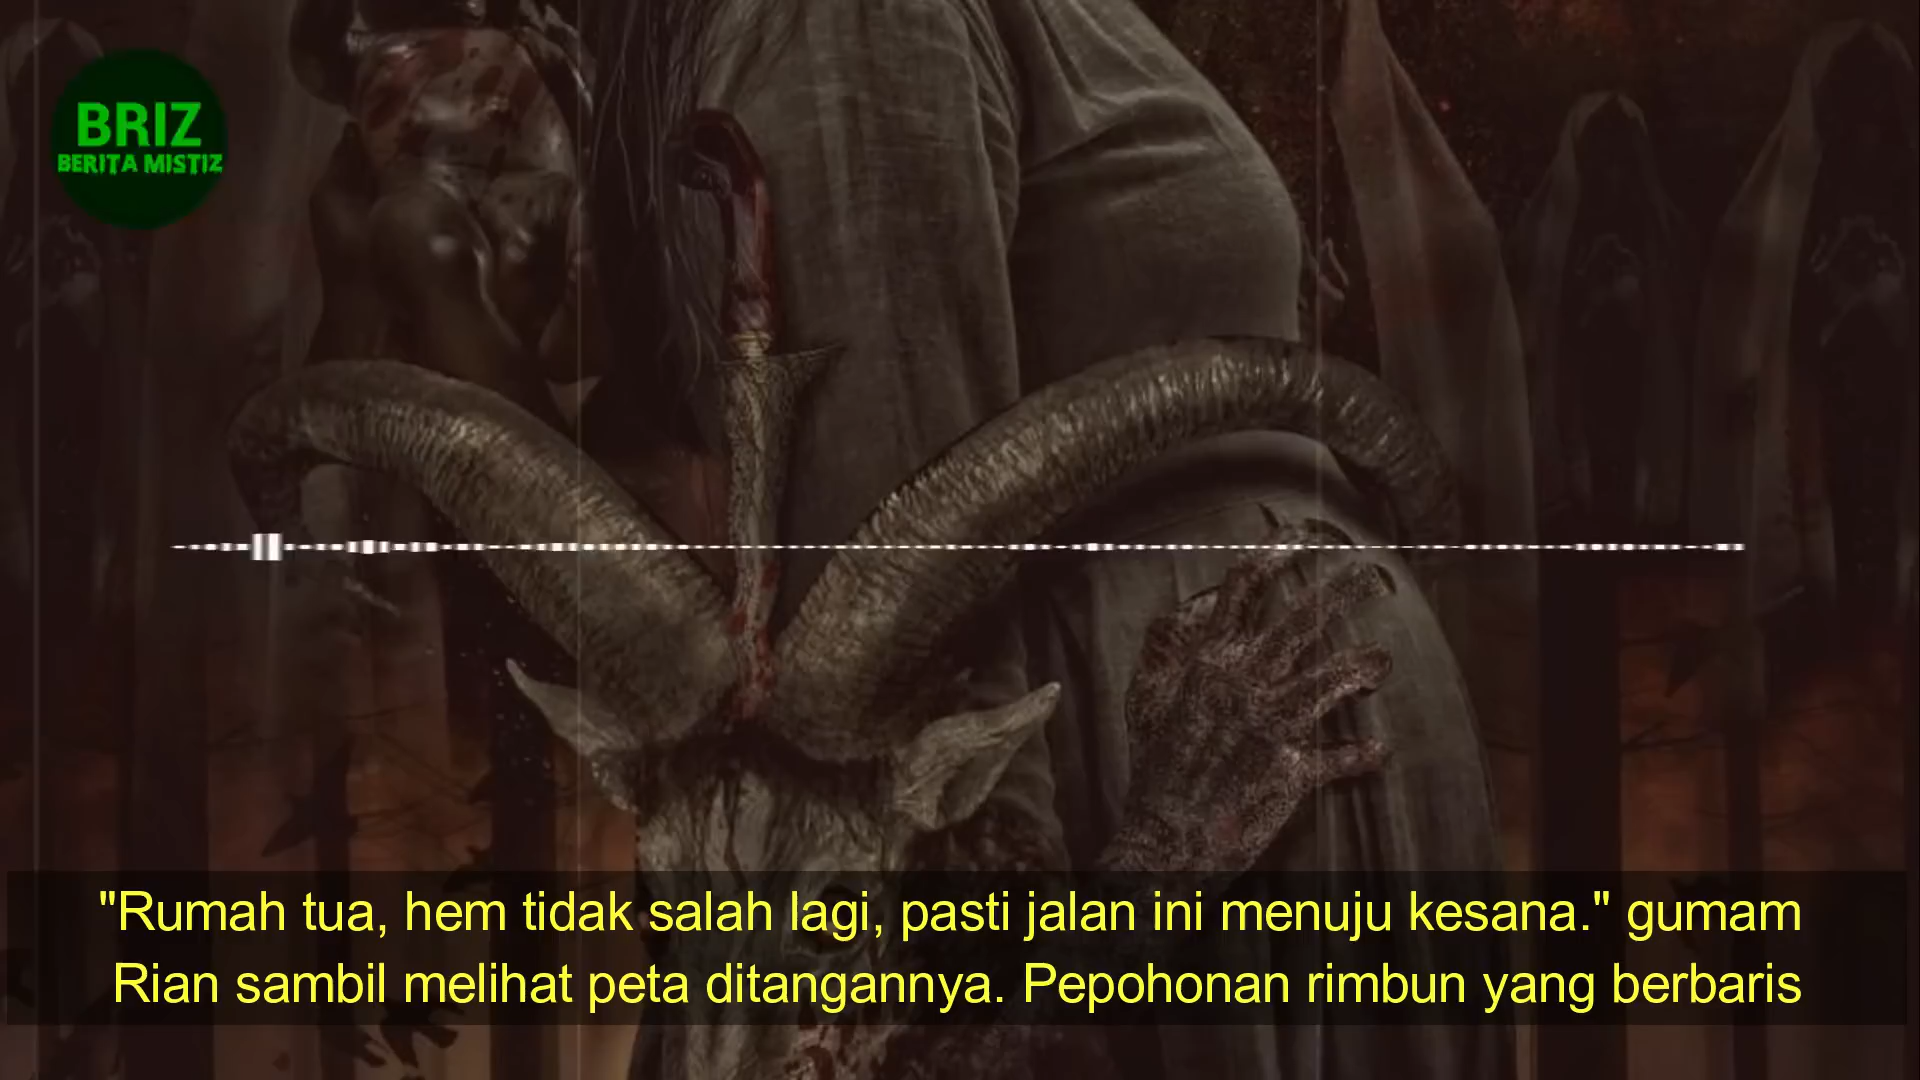 BRIZ
BERITA MISTIZ
"Rumah tua, hem tidak salah lagi, pasti jalan ini menuju kesana." gumam
Rian sambil melihat peta ditangannya. Pepohonan rimbun yang berbaris